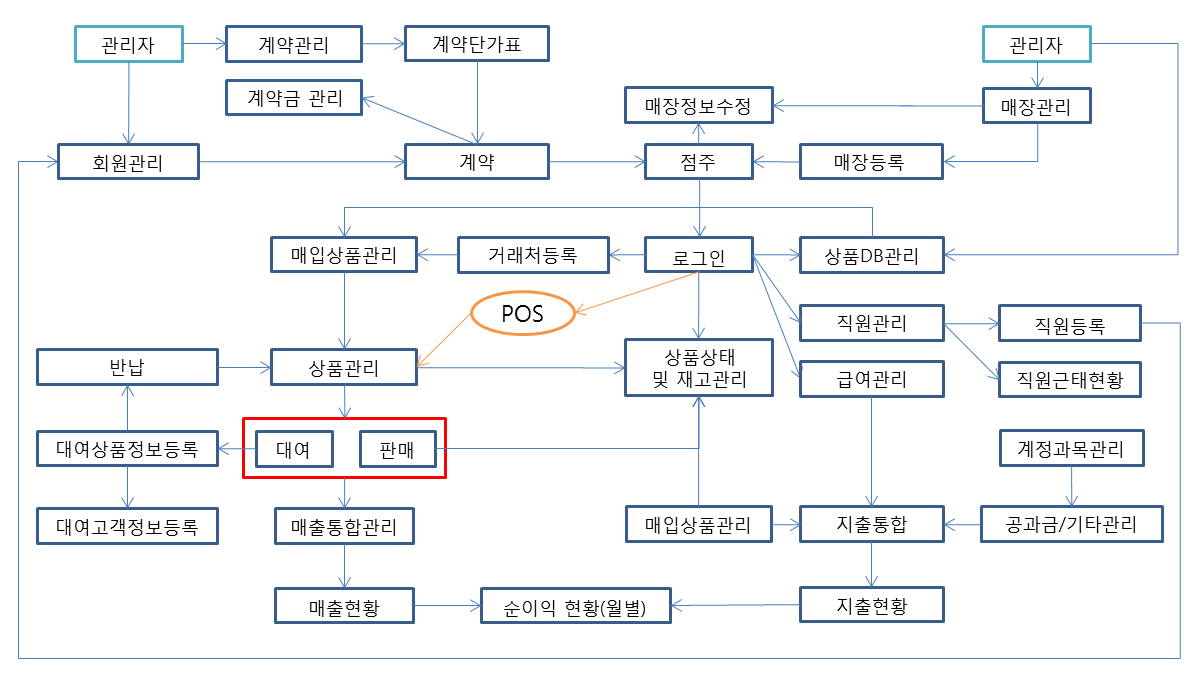 관리자
계약관리
계약단가표
관리자
계약금 관리
매장정보수정
매장관리
회원관리
계약
점주
매장등록
매입상품관리
거래처등록
로그인
상품DB관리
POS
직원관리
직원등록
반납
상품관리
상품상태
및 재고관리
급여관리
직원근태현황
대여상품정보등록
대여
판매
계정과목관리
대여고객정보등록
매출통합관리
매입상품관리
지출통합
공과금/기타관리
매출현황
순이익 현황(월별)
지출현황